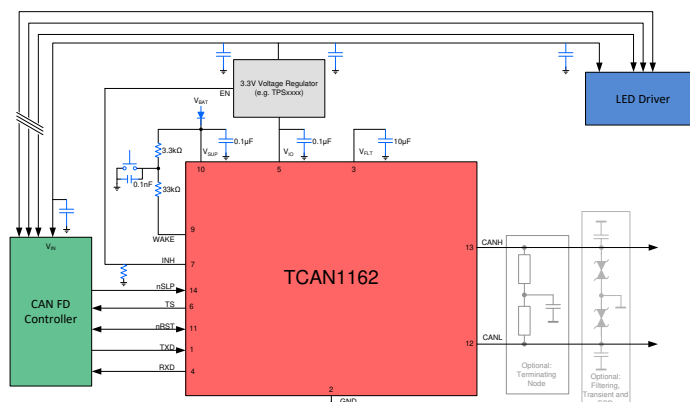 3.3V Voltage Regulator
(e.g. TPSxxxx)
EN
LED Driver
VBAT
3.3kΩ
0.1µF
0.1µF
10µF
VSUP
VIO
VFLT
0.1nF
33kΩ
10
5
3
9
WAKE
VIN
INH
7
13
CANH
TCAN1162
CAN FD
Controller
nSLP
14
TS
6
nRST
11
TXD
1
RXD
4
12
CANL
2
GND
Optional:
Terminating
Node
Optional:
Filtering,
Transient and
ESD